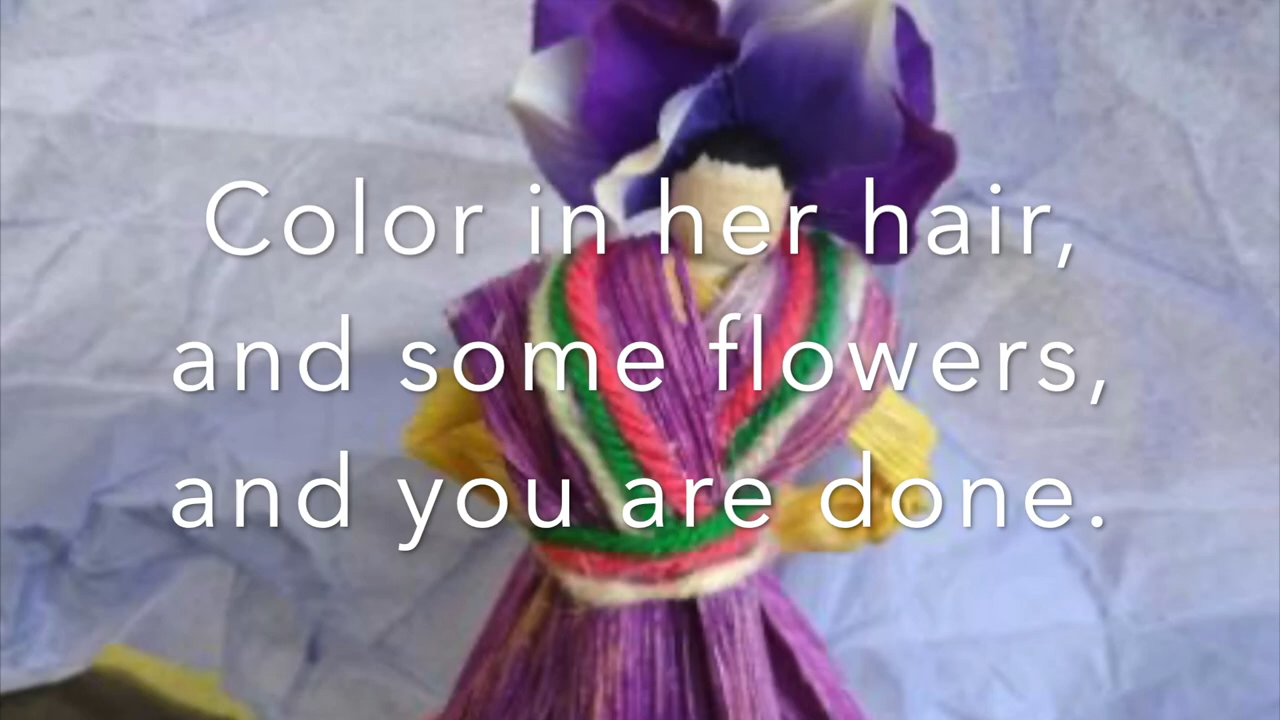 Color in her hair,
and some flowers,
and you are done.